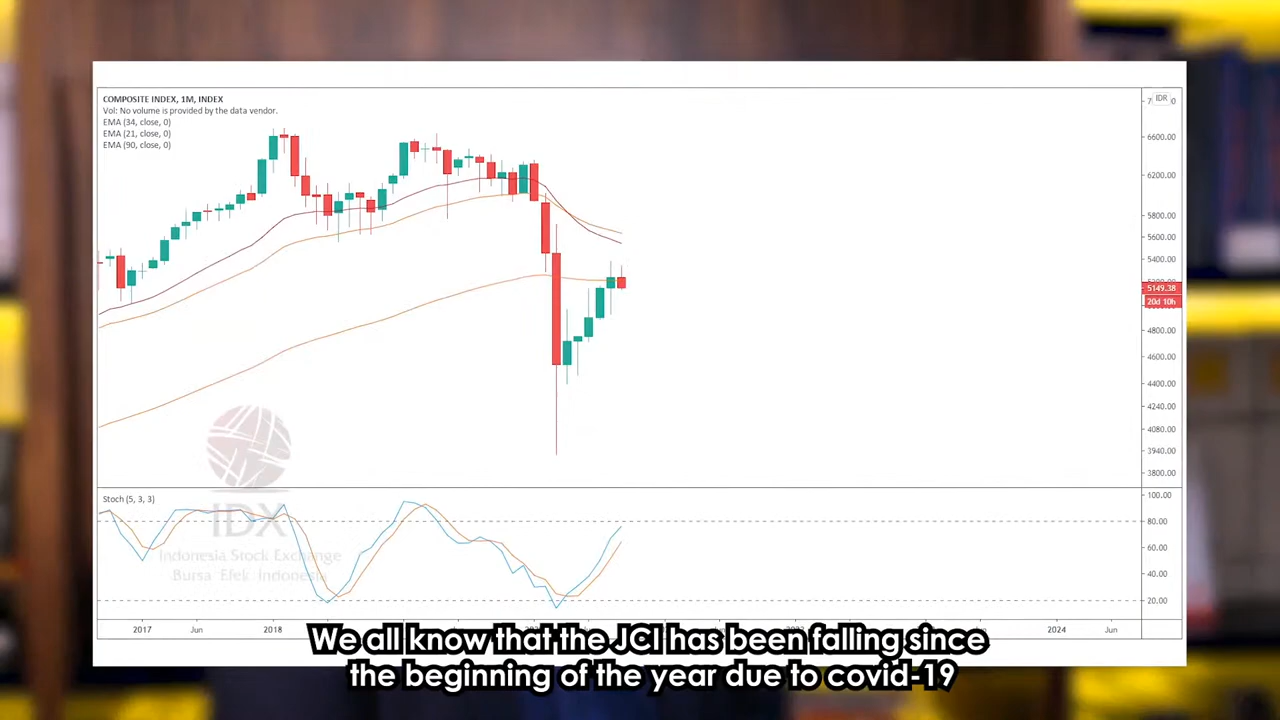 COMPOSITE INDEX, 1M, INDEX
Vol: No volume is provided by the data vendor.
EMA (34, close, 0)
EMA (21, close, 0)
EMA (90, close, 0)
IDR
6600.00
6200.00
5800.00
5600.00
5400.00
5149.38
20d 10h
4800.00
4600.00
4400.00
4240.00
4080.00
3940.00
3800.00
IDX
Indonesia Stock Exchange
Bursa Efek Indonesia
Stoch (5, 3, 3)
100.00
80.00
60.00
40.00
20.00
2017 Jun 2018 2024 Jun
We all know that the JCI has been falling since
the beginning of the year due to covid-19